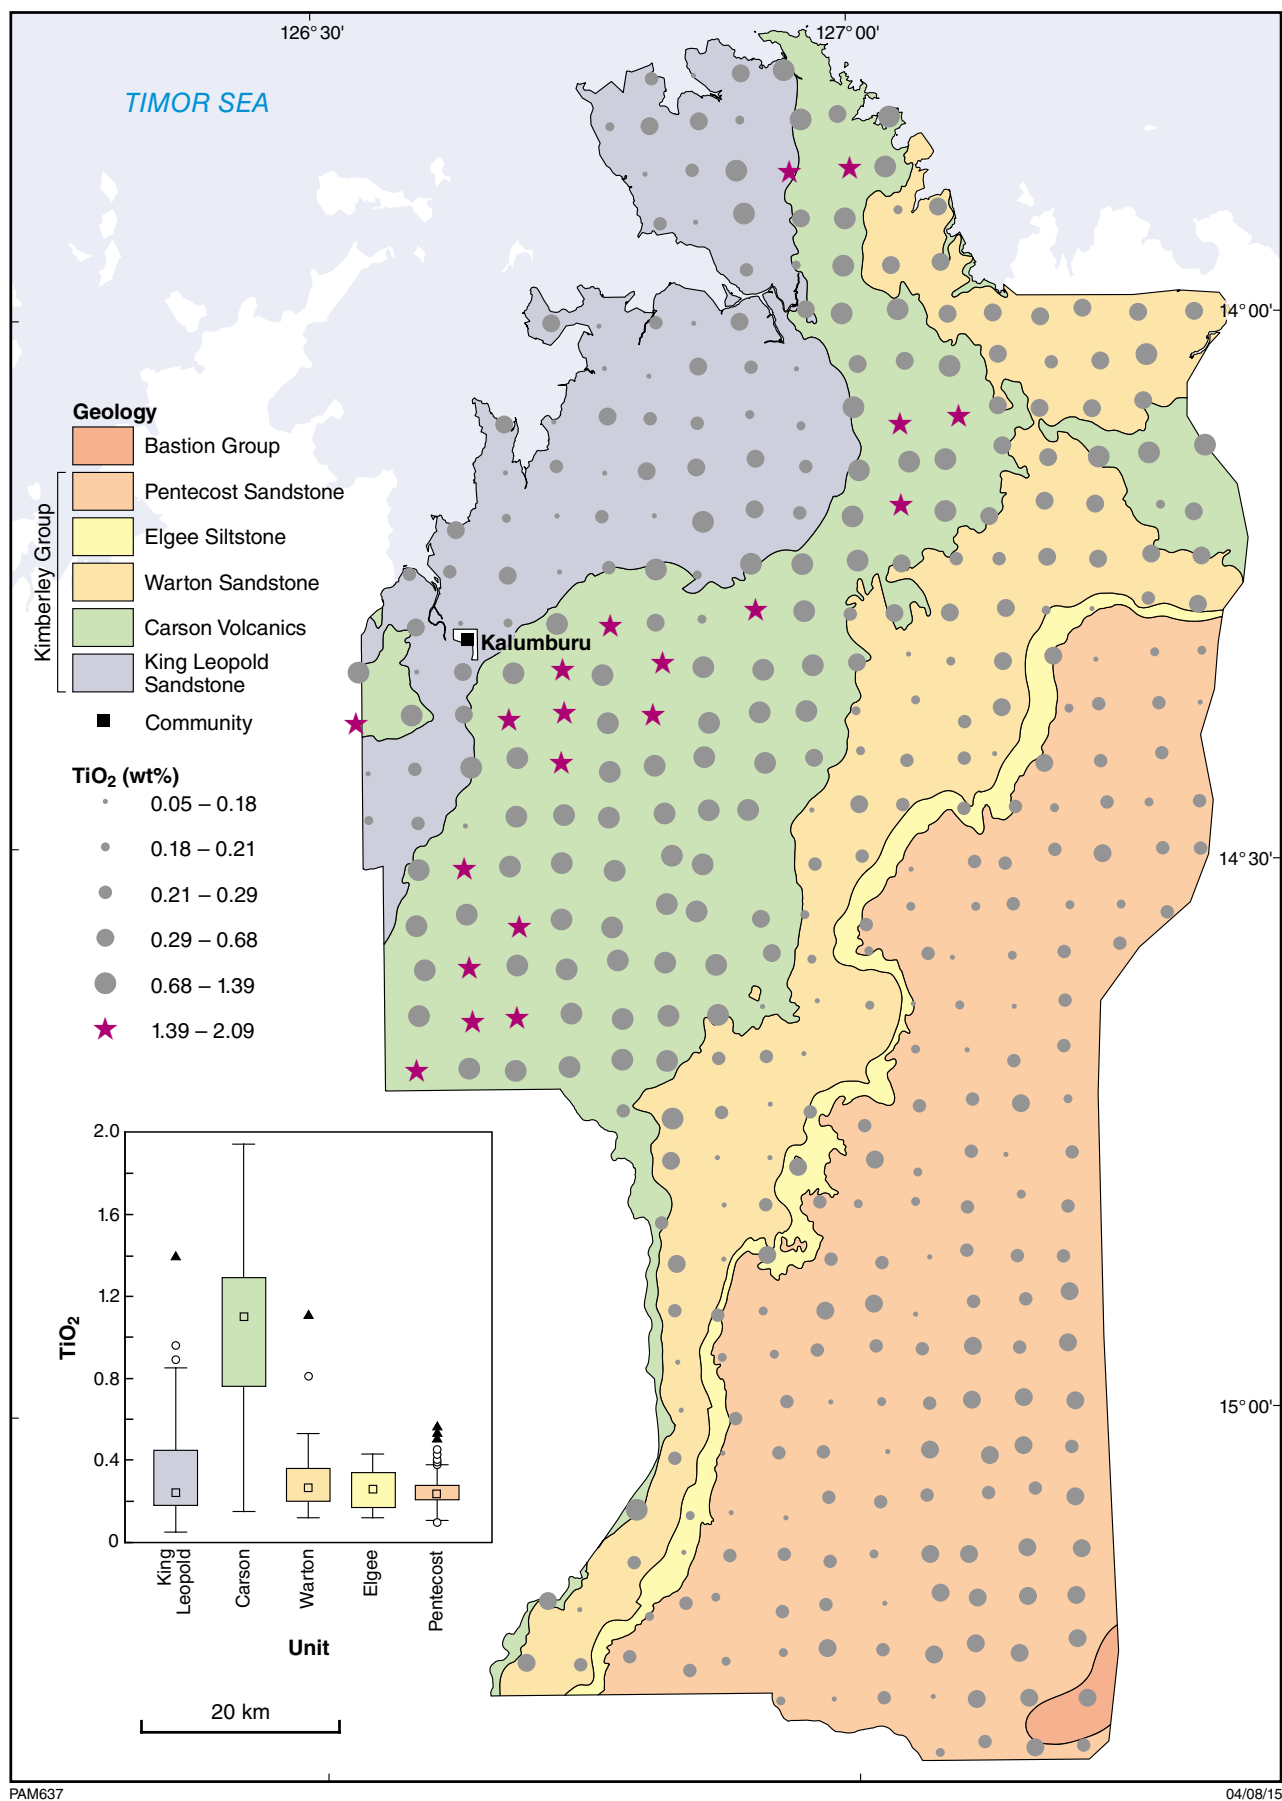 126° 30'
127° 00'
TIMOR SEA
14° 00'
Geology
Bastion Group
Pentecost Sandstone
Elgee Siltstone
Warton Sandstone
Carson Volcanics
King Leopold
Sandstone
Kimberley Group
Community
Kalumburu
TiO2 (wt%)
0.05 – 0.18
0.18 – 0.21
0.21 – 0.29
0.29 – 0.68
0.68 – 1.39
1.39 – 2.09
14° 30'
2.0
1.6
1.2
0.8
0.4
0
TiO2
King
Leopold
Carson
Warton
Elgee
Pentecost
Unit
15° 00'
20 km
PAM637
04/08/15